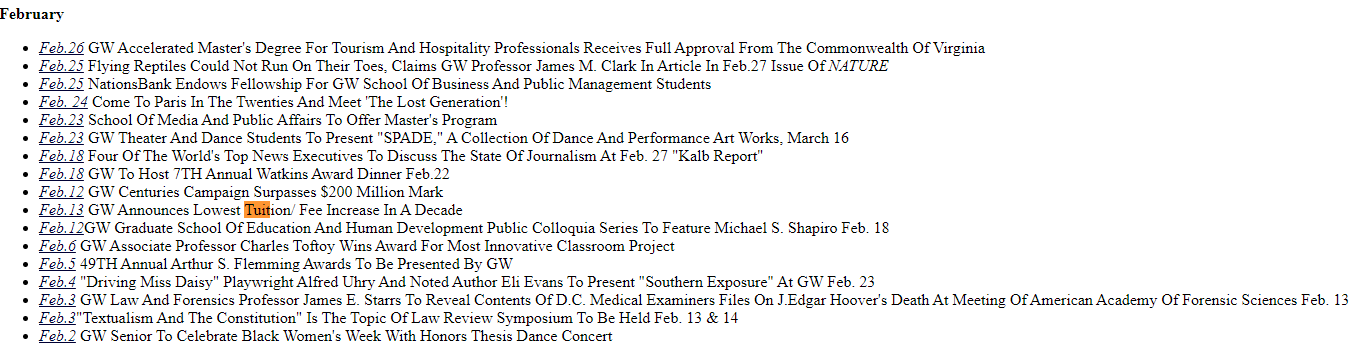 February
Feb.26 GW Accelerated Master's Degree For Tourism And Hospitality Professionals Receives Full Approval From The Commonwealth Of Virginia
Feb.25 Flying Reptiles Could Not Run On Their Toes, Claims GW Professor James M. Clark In Article In Feb.27 Issue Of NATURE
Feb.25 NationsBank Endows Fellowship For GW School Of Business And Public Management Students
Feb. 24 Come To Paris In The Twenties And Meet 'The Lost Generation'!
Feb.23 School Of Media And Public Affairs To Offer Master's Program
Feb.23 GW Theater And Dance Students To Present "SPADE," A Collection Of Dance And Performance Art Works, March 16
Feb.18 Four Of The World's Top News Executives To Discuss The State Of Journalism At Feb. 27 "Kalb Report"
Feb.18 GW To Host 7TH Annual Watkins Award Dinner Feb.22
Feb.12 GW Centuries Campaign Surpasses $200 Million Mark
Feb.13 GW Announces Lowest Tuition/ Fee Increase In A Decade
Feb.12GW Graduate School Of Education And Human Development Public Colloquia Series To Feature Michael S. Shapiro Feb. 18
Feb.6 GW Associate Professor Charles Toftoy Wins Award For Most Innovative Classroom Project
Feb.5 49TH Annual Arthur S. Flemming Awards To Be Presented By GW
Feb.4 "Driving Miss Daisy" Playwright Alfred Uhry And Noted Author Eli Evans To Present "Southern Exposure" At GW Feb. 23
Feb.3 GW Law And Forensics Professor James E. Starrs To Reveal Contents Of D.C. Medical Examiners Files On J.Edgar Hoover's Death At Meeting Of American Academy Of Forensic Sciences Feb. 13
Feb.3"Textualism And The Constitution" Is The Topic Of Law Review Symposium To Be Held Feb. 13 & 14
Feb.2 GW Senior To Celebrate Black Women's Week With Honors Thesis Dance Concert